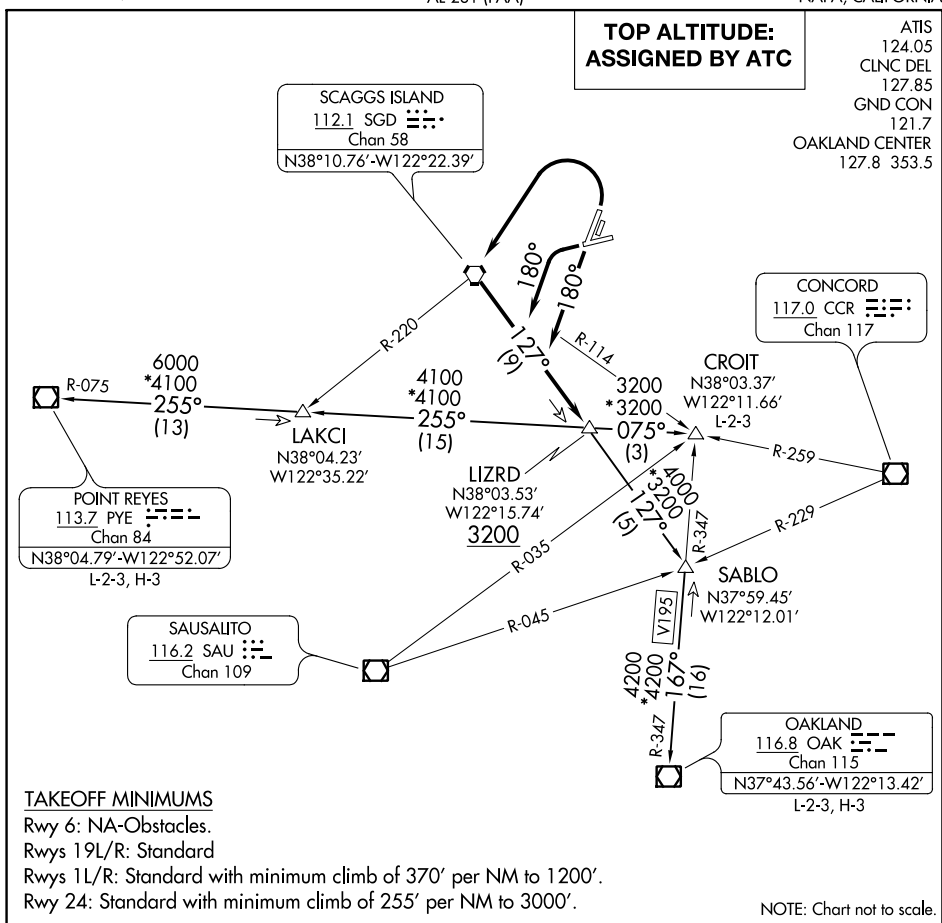 AL-261 (FAA)
NAPA, CALIFORNIA
TOP ALTITUDE:
ASSIGNED BY ATC
ATIS
124.05
CLNC DEL
127.85
GND CON
121.7
OAKLAND CENTER
127.8 353.5
SCAGGS ISLAND
112.1 SGD
Chan 58
N38°10.76'-W122°22.39'
180°
180°
127°
(9)
R-220
R-114
CONCORD
117.0 CCR
Chan 117
CROIT
N38°03.37'
W122°11.66'
L-2-3
3200
*3200
075°
(3)
6000
*4100
255°
(13)
R-075
4100
*4100
255°
(15)
LAKCI
N38°04.23'
W122°35.22'
LIZRD
N38°03.53'
W122°15.74'
3200
R-259
R-229
4000
*3200
127°
(5)
R-347
POINT REYES
113.7 PYE
Chan 84
N38°04.79'-W122°52.07'
L-2-3, H-3
R-035
R-045
SABLO
N37°59.45'
W122°12.01'
SAUSALITO
116.2 SAU
Chan 109
V195
4200
*4200
167°
(16)
R-347
OAKLAND
116.8 OAK
Chan 115
N37°43.56'-W122°13.42'
L-2-3, H-3
TAKEOFF MINIMUMS
Rwy 6: NA-Obstacles.
Rwys 19L/R: Standard
Rwys 1L/R: Standard with minimum climb of 370' per NM to 1200'.
Rwy 24: Standard with minimum climb of 255' per NM to 3000'.
NOTE: Chart not to scale.